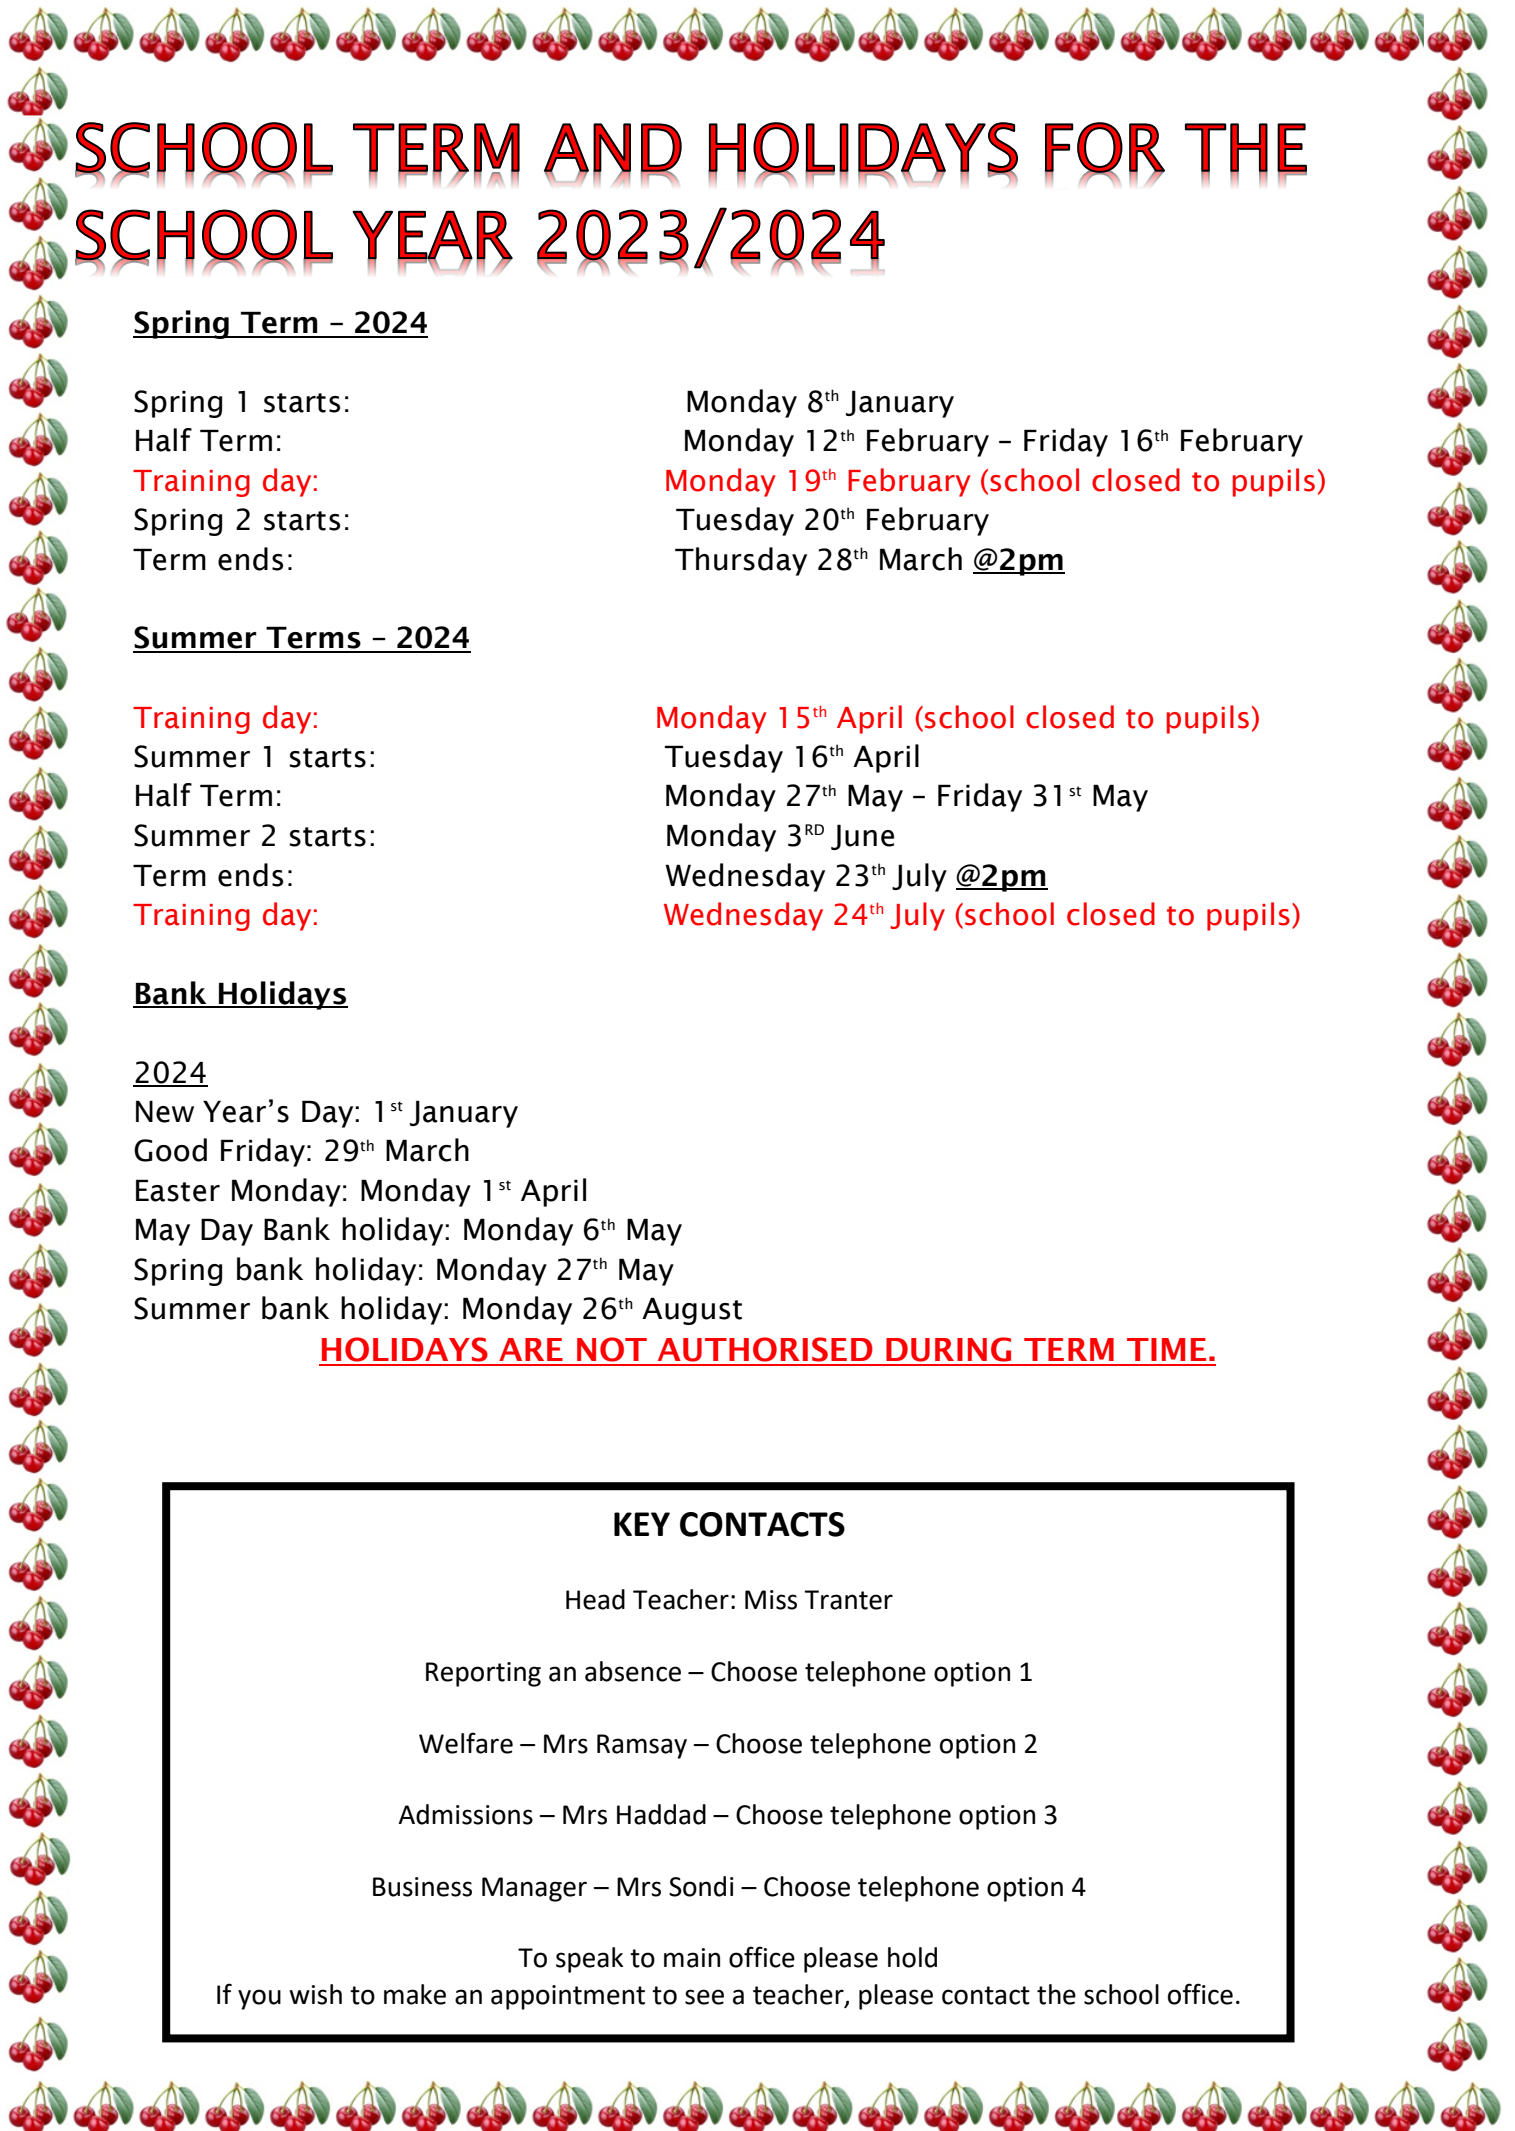 SCHOOL TERM AND HOLIDAYS FOR THE
SCHOOL YEAR 2023/2024
Spring Term – 2024
Spring 1 starts: Monday 8th January
Half Term: Monday 12th February – Friday 16th February
Training day: Monday 19th February (school closed to pupils)
Spring 2 starts: Tuesday 20th February
Term ends: Thursday 28th March @2pm
Summer Terms – 2024
Training day: Monday 15th April (school closed to pupils)
Summer 1 starts: Tuesday 16th April
Half Term: Monday 27th May – Friday 31st May
Summer 2 starts: Monday 3RD June
Term ends: Wednesday 23th July @2pm
Training day: Wednesday 24th July (school closed to pupils)
Bank Holidays
2024
New Year’s Day: 1st January
Good Friday: 29th March
Easter Monday: Monday 1st April
May Day Bank holiday: Monday 6th May
Spring bank holiday: Monday 27th May
Summer bank holiday: Monday 26th August
HOLIDAYS ARE NOT AUTHORISED DURING TERM TIME.
KEY CONTACTS
Head Teacher: Miss Tranter
Reporting an absence – Choose telephone option 1
Welfare – Mrs Ramsay – Choose telephone option 2
Admissions – Mrs Haddad – Choose telephone option 3
Business Manager – Mrs Sondi – Choose telephone option 4
To speak to main office please hold
If you wish to make an appointment to see a teacher, please contact the school office.